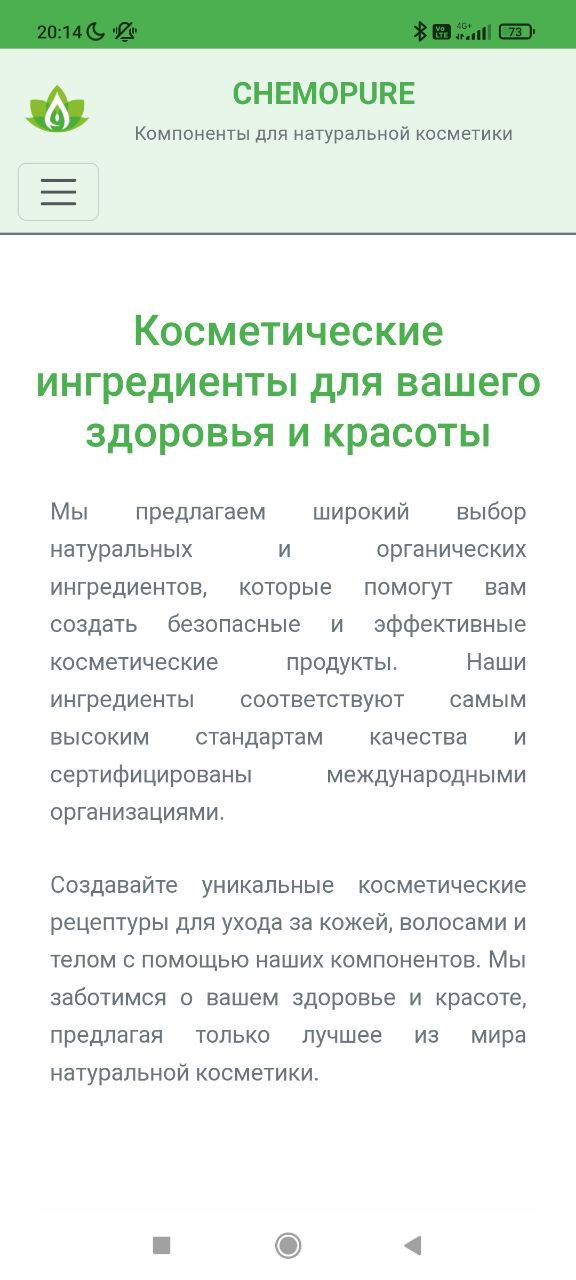 20:14
Vo LTE 4G+ 73
CHEMOPURE
Компоненты для натуральной косметики
Косметические
ингредиенты для вашего
здоровья и красоты
Мы предлагаем широкий выбор
натуральных и органических
ингредиентов, которые помогут вам
создать безопасные и эффективные
косметические продукты. Наши
ингредиенты соответствуют самым
высоким стандартам качества и
сертифицированы международными
организациями.
Создавайте уникальные косметические
рецептуры для ухода за кожей, волосами и
телом с помощью наших компонентов. Мы
заботимся о вашем здоровье и красоте,
предлагая только лучшее из мира
натуральной косметики.